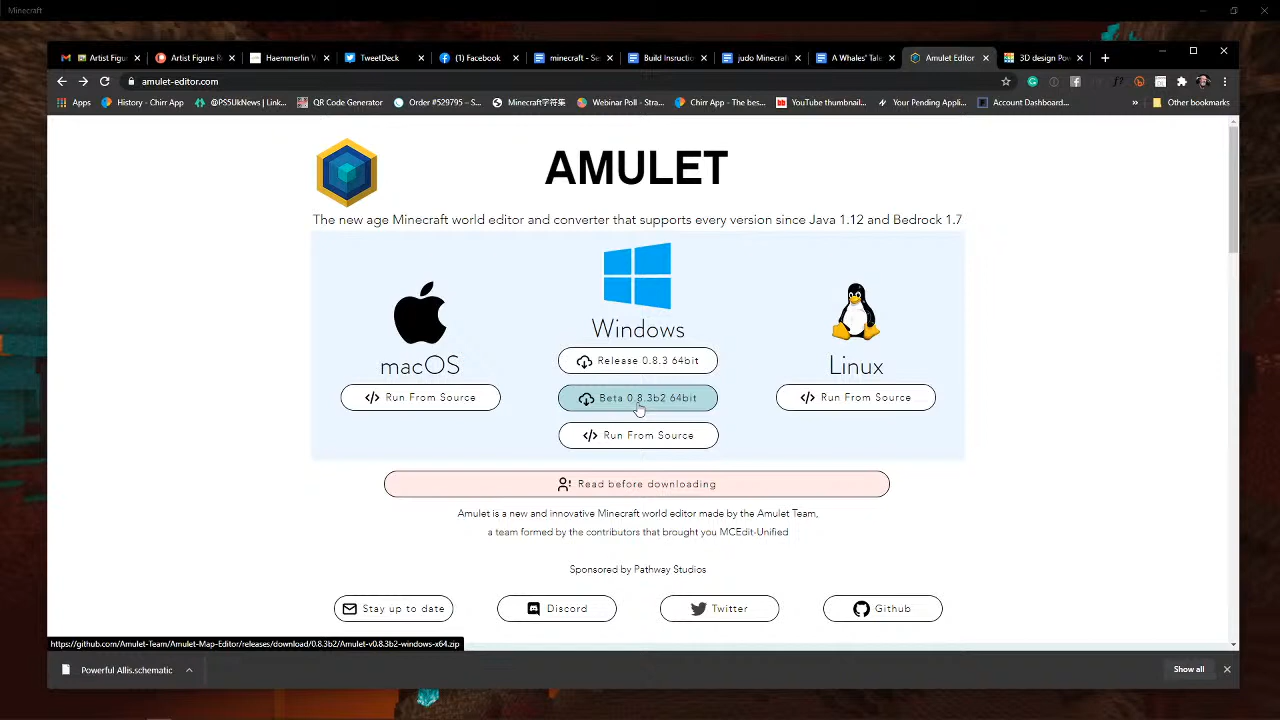 Minecraft
Artist Figu
Artist Figure R
Haemmerlin V
TweetDeck
(1) Facebook
minecraft - Se
Build Insructio
judo Minecraf
A Whales' Tale
Amulet Editor
3D design Pow
amulet-editor.com
Apps
History - Chirr App
@PS5UkNews | Link...
QR Code Generator
Order #529795 – S...
Minecraft字符集
Webinar Poll - Stra...
Chirr App - The bes...
YouTube thumbnail...
Your Pending Appli...
Account Dashboard...
Other bookmarks
AMULET
The new age Minecraft world editor and converter that supports every version since Java 1.12 and Bedrock 1.7
Windows
macOS
Linux
Release 0.8.3 64bit
Run From Source
Beta 0.8.3b2 64bit
Run From Source
Run From Source
Read before downloading
Amulet is a new and innovative Minecraft world editor made by the Amulet Team,
a team formed by the contributors that brought you MCEdit-Unified
Sponsored by Pathway Studios
Stay up to date
Discord
Twitter
Github
https://github.com/Amulet-Team/Amulet-Map-Editor/releases/download/0.8.3b2/Amulet-v0.8.3b2-windows-x64.zip
Powerful Allis.schematic
Show all